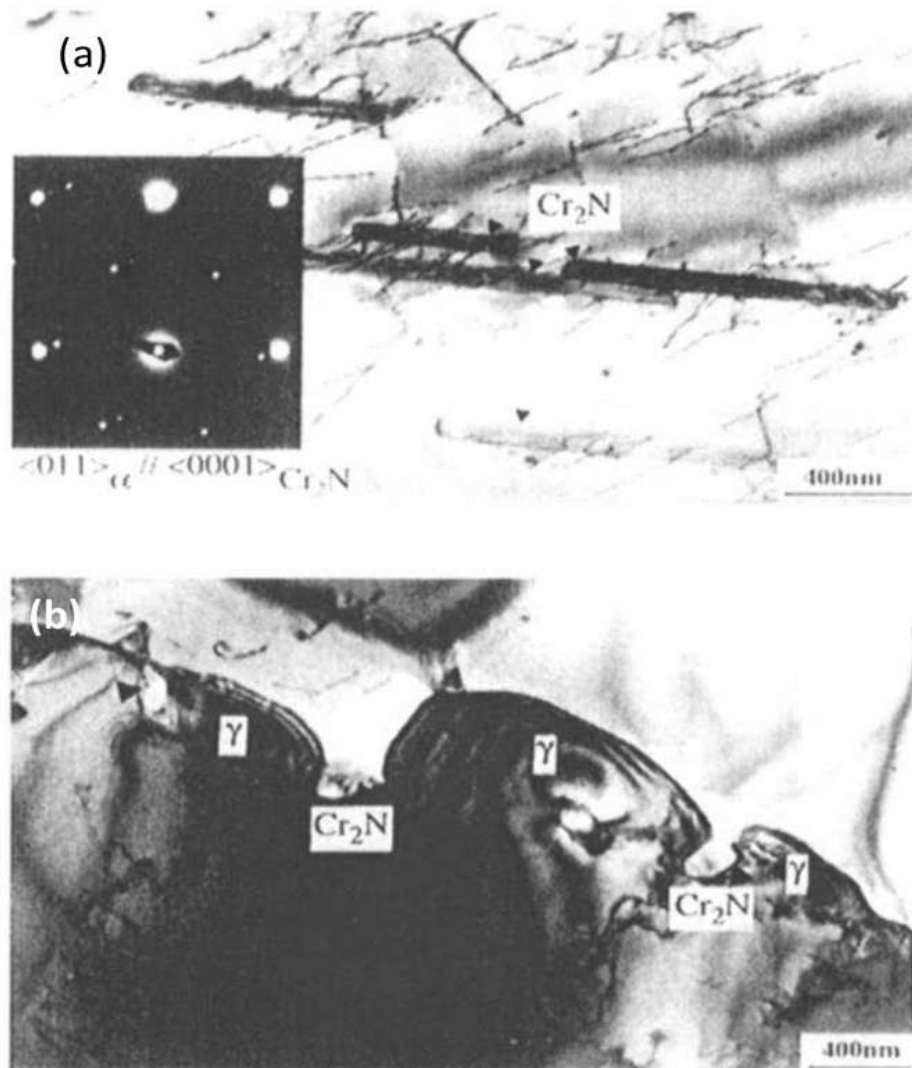 (a)
Cr₂N
<011>α // <0001>Cr₂N
400nm
(b)
γ
γ
Cr₂N
γ
Cr₂N
400nm